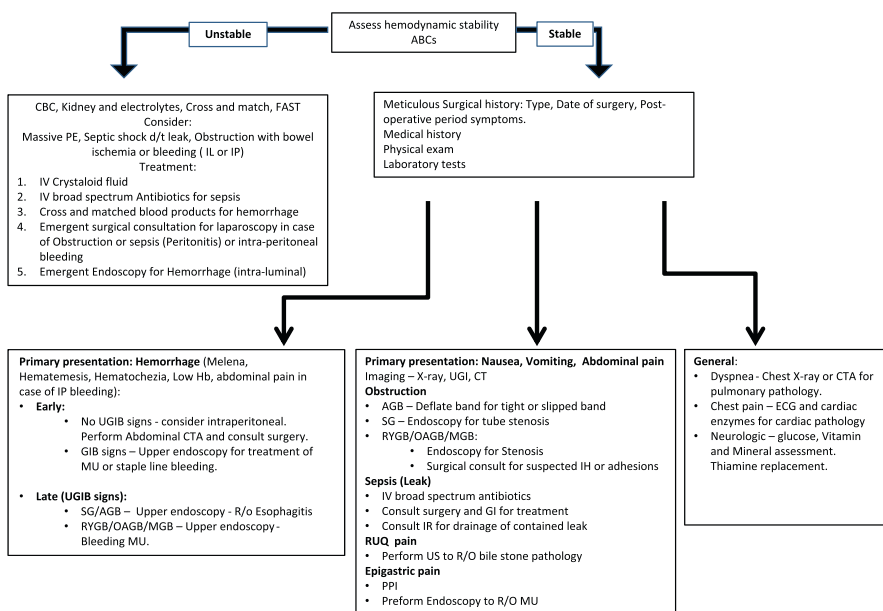 Assess hemodynamic stability
ABCs
Unstable
Stable
CBC, Kidney and electrolytes, Cross and match, FAST
Consider:
Massive PE, Septic shock d/t leak, Obstruction with bowel
ischemia or bleeding ( IL or IP)
Treatment:
1. IV Crystaloid fluid
2. IV broad spectrum Antibiotics for sepsis
3. Cross and matched blood products for hemorrhage
4. Emergent surgical consultation for laparoscopy in case
of Obstruction or sepsis (Peritonitis) or intra-peritoneal
bleeding
5. Emergent Endoscopy for Hemorrhage (intra-luminal)
Meticulous Surgical history: Type, Date of surgery, Post-
operative period symptoms.
Medical history
Physical exam
Laboratory tests
Primary presentation: Hemorrhage (Melena,
Hematemesis, Hematochezia, Low Hb, abdominal pain in
case of IP bleeding):
• Early:
• No UGIB signs - consider intraperitoneal.
Perform Abdominal CTA and consult surgery.
• GIB signs – Upper endoscopy for treatment of
MU or staple line bleeding.
• Late (UGIB signs):
• SG/AGB – Upper endoscopy - R/o Esophagitis
• RYGB/OAGB/MGB – Upper endoscopy -
Bleeding MU.
Primary presentation: Nausea, Vomiting, Abdominal pain
Imaging – X-ray, UGI, CT
Obstruction
• AGB – Deflate band for tight or slipped band
• SG – Endoscopy for tube stenosis
• RYGB/OAGB/MGB:
• Endoscopy for Stenosis
• Surgical consult for suspected IH or adhesions
Sepsis (Leak)
• IV broad spectrum antibiotics
• Consult surgery and GI for treatment
• Consult IR for drainage of contained leak
RUQ pain
• Perform US to R/O bile stone pathology
Epigastric pain
• PPI
• Preform Endoscopy to R/O MU
General:
• Dyspnea - Chest X-ray or CTA for
pulmonary pathology.
• Chest pain – ECG and cardiac
enzymes for cardiac pathology
• Neurologic – glucose, Vitamin
and Mineral assessment.
Thiamine replacement.